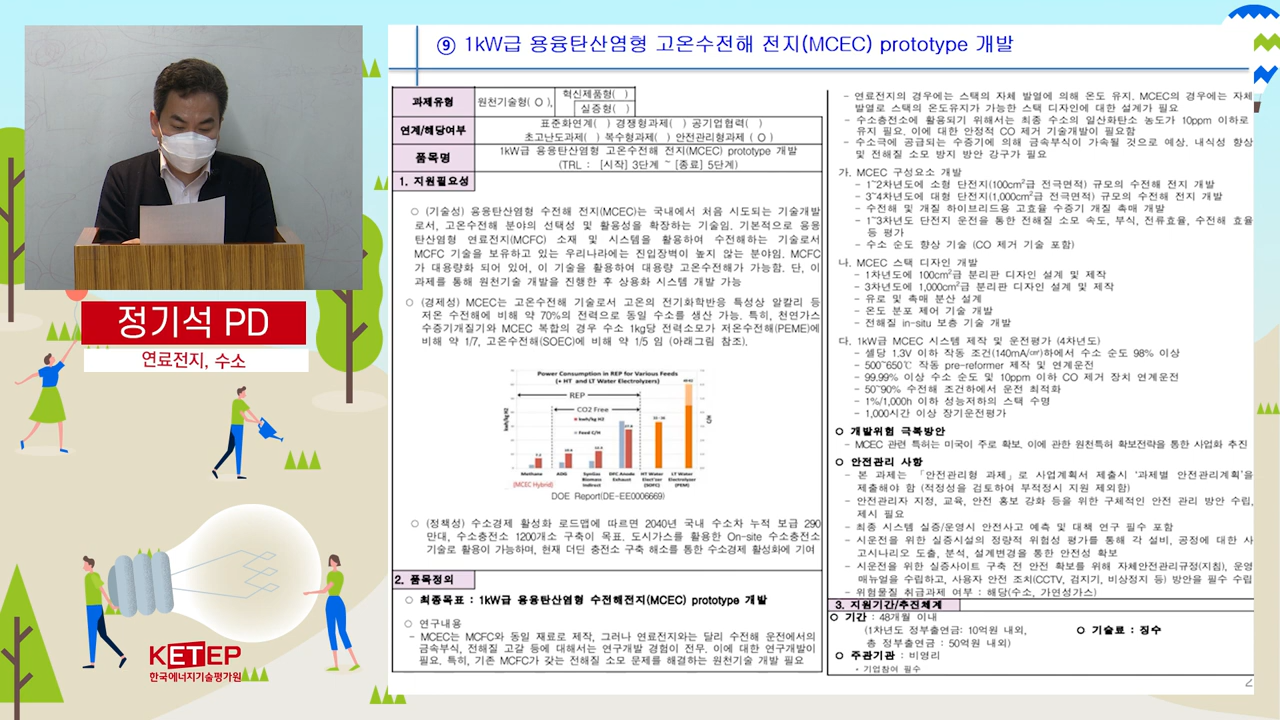 ⑨ 1kW급 용융탄산염형 고온수전해 전지(MCEC) prototype 개발
과제유형
원천기술형( O ),
혁신제품형( )
실증형( )
연계/해당여부
표준화연계( ) 경쟁형과제( ) 공기업협력( )
초고난도과제( ) 복수형과제( ) 안전관리형과제 ( O )
품목명
1kW급 용융탄산염형 고온수전해 전지(MCEC) prototype 개발
(TRL : [시작] 3단계 ~ [종료] 5단계)
1. 지원필요성
○ (기술성) 용융탄산염형 수전해 전지(MCEC)는 국내에서 처음 시도되는 기술개발
로서, 고온수전해 분야의 선택성 및 활용성을 확장하는 기술임. 기본적으로 용융
탄산염형 연료전지(MCFC) 소재 및 시스템을 활용하여 수전해하는 기술로서
MCFC 기술을 보유하고 있는 우리나라에는 진입장벽이 높지 않는 분야임. MCFC
가 대용량화 되어 있어, 이 기술을 활용하여 대용량 고온수전해가 가능함. 단, 이
과제를 통해 원천기술 개발을 진행한 후 상용화 시스템 개발 가능
○ (경제성) MCEC는 고온수전해 기술로서 고온의 전기화학반응 특성상 알칼리 등
저온 수전해에 비해 약 70%의 전력으로 동일 수소를 생산 가능. 특히, 천연가스
수증기개질기와 MCEC 복합의 경우 수소 1kg당 전력소모가 저온수전해(PEME)에
비해 약 1/7, 고온수전해(SOEC)에 비해 약 1/5 임 (아래그림 참조).
Power Consumption in REP for Various Feeds
(+ HT and LT Water Electrolyzers)
REP
CO2 Free
kwh/kg H2
Feed C/H
Methane
ADG
SynGas Biomass Indirect
DFC Anode Exhaust
HT Water Elect'zer (SOFC)
LT Water Electrolyzer (PEM)
(MCEC Hybrid)
DOE Report(DE-EE0006669)
○ (정책성) 수소경제 활성화 로드맵에 따르면 2040년 국내 수소차 누적 보급 290
만대, 수소충전소 1200개소 구축이 목표, 도시가스를 활용한 On-site 수소충전소
기술로 활용이 가능하며, 현재 더딘 충전소 구축 해소를 통한 수소경제 활성화에 기여
2. 품목정의
○ 최종목표 : 1kW급 용융탄산염형 수전해전지(MCEC) prototype 개발
○ 연구내용
- MCEC는 MCFC와 동일 재료로 제작, 그러나 연료전지와는 달리 수전해 운전에서의
금속부식, 전해질 고갈 등에 대해서는 연구개발 경험이 전무. 이에 대한 연구개발이
필요. 특히, 기존 MCFC가 갖는 전해질 소모 문제를 해결하는 원천기술 개발 필요
- 연료전지의 경우에는 스택의 자체 발열에 의해 온도 유지. MCEC의 경우에는 자체
발열로 스택의 온도유지가 가능한 스택 디자인에 대한 설계가 필요
- 수소충전소에 활용되기 위해서는 최종 수소의 일산화탄소 농도가 10ppm 이하로
유지 필요. 이에 대한 안정적 CO 제거 기술개발이 필요함
- 수소극에 공급되는 수증기에 의해 금속부식이 가속될 것으로 예상. 내식성 향상
및 전해질 소모 방지 방안 강구가 필요
가. MCEC 구성요소 개발
- 1~2차년도에 소형 단전지(100cm²급 전극면적) 규모의 수전해 전지 개발
- 3~4차년도에 대형 단전지(1,000cm²급 전극면적) 규모의 수전해 전지 개발
- 수전해 및 개질 하이브리드용 고효율 수증기 개질 촉매 개발
- 1~3차년도 단전지 운전을 통한 전해질 소모 속도, 부식, 전류효율, 수전해 효율
등 평가
- 수소 순도 향상 기술 (CO 제거 기술 포함)
나. MCEC 스택 디자인 개발
- 1차년도에 100cm²급 분리판 디자인 설계 및 제작
- 3차년도에 1,000cm²급 분리판 디자인 설계 및 제작
- 유로 및 촉매 분산 설계
- 온도 분포 제어 기술 개발
- 전해질 in-situ 보충 기술 개발
다. 1kW급 MCEC 시스템 제작 및 운전평가 (4차년도)
- 셀당 1.3V 이하 작동 조건(140mA/㎠)하에서 수소 순도 98% 이상
- 500~650℃ 작동 pre-reformer 제작 및 연계운전
- 99.99% 이상 수소 순도 및 10ppm 이하 CO 제거 장치 연계운전
- 50~90% 수전해 조건하에서 운전 최적화
- 1%/1,000h 이하 성능저하의 스택 수명
- 1,000시간 이상 장기운전평가
○ 개발위험 극복방안
- MCEC 관련 특허는 미국이 주로 확보, 이에 관한 원천특허 확보전략을 통한 사업화 추진
○ 안전관리 사항
- 본 과제는 「안전관리형 과제」로 사업계획서 제출시 '과제별 안전관리계획'을
제출해야 함 (적정성을 검토하여 부적정시 지원 제외함)
- 안전관리자 지정, 교육, 안전 홍보 강화 등을 위한 구체적인 안전 관리 방안 수립,
제시 필요
- 최종 시스템 실증/운영시 안전사고 예측 및 대책 연구 필수 포함
- 시운전을 위한 실증시설의 정량적 위험성 평가를 통해 각 설비, 공정에 대한 사
고시나리오 도출, 분석, 설계변경을 통한 안전성 확보
- 시운전을 위한 실증사이트 구축 전 안전 확보를 위해 자체안전관리규정(지침), 운영
매뉴얼을 수립하고, 사용자 안전 조치(CCTV, 검지기, 비상정지 등) 방안을 필수 수립
- 위험물질 취급과제 여부 : 해당(수소, 가연성가스)
3. 지원기간/추진체계
○ 기간 : 48개월 이내
(1차년도 정부출연금: 10억원 내외,
총 정부출연금 : 50억원 내외)
○ 기술료 : 징수
○ 주관기관 : 비영리
• 기업참여 필수
정기석 PD
연료전지, 수소
KETEP
한국에너지기술평가원